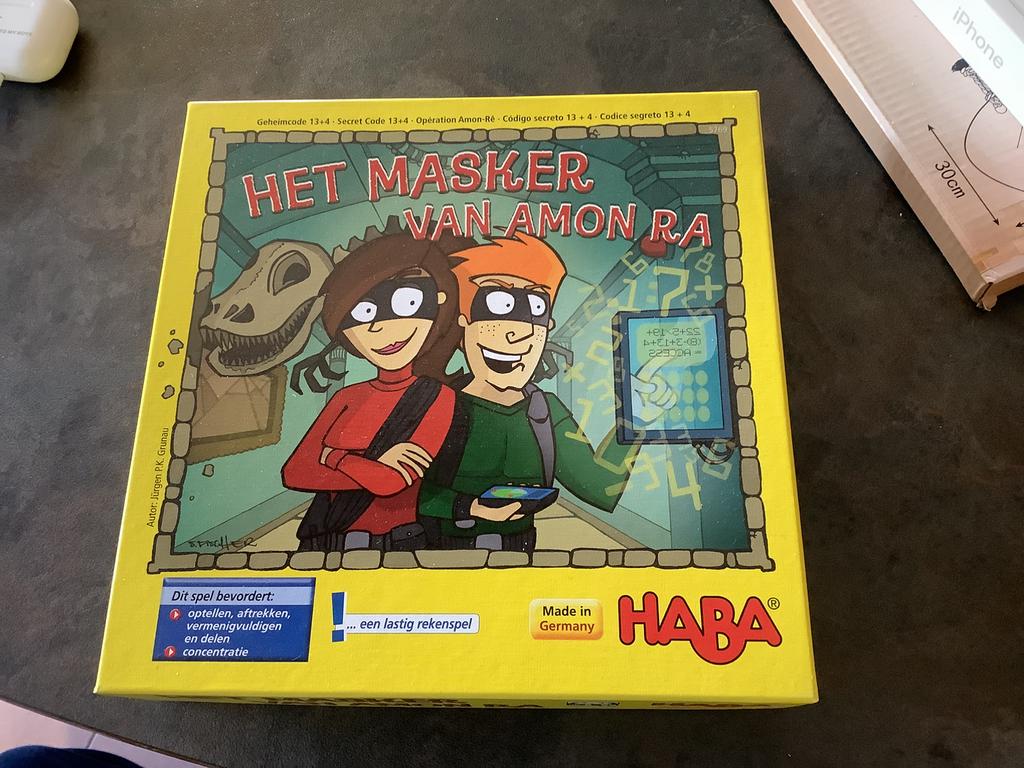 iPhone
30cm
Geheimcode 13+4 · Secret Code 13+4 · Opération Amon-Rê · Código secreto 13 + 4 · Codice segreto 13 + 4
5769
HET MASKER
VAN AMON RA
22+5>19+
(8)-3+13+4
= ACCESS
Autor: Jürgen P.K. Grunau
Dit spel bevordert:
optellen, aftrekken,
vermenigvuldigen
en delen
concentratie
! ... een lastig rekenspel
Made in
Germany
HABA®